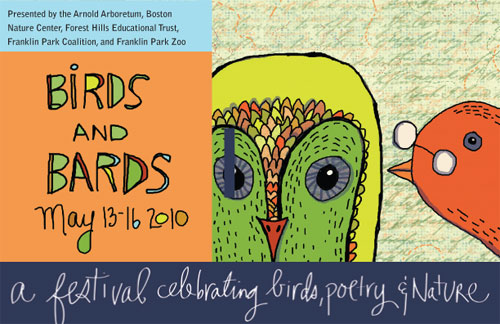 Presented by the Arnold Arboretum, Boston
Nature Center, Forest Hills Educational Trust,
Franklin Park Coalition, and Franklin Park Zoo
BiRDS
AND
BARDS
May 13-16 2010
a festival celebrating birds, poetry & Nature